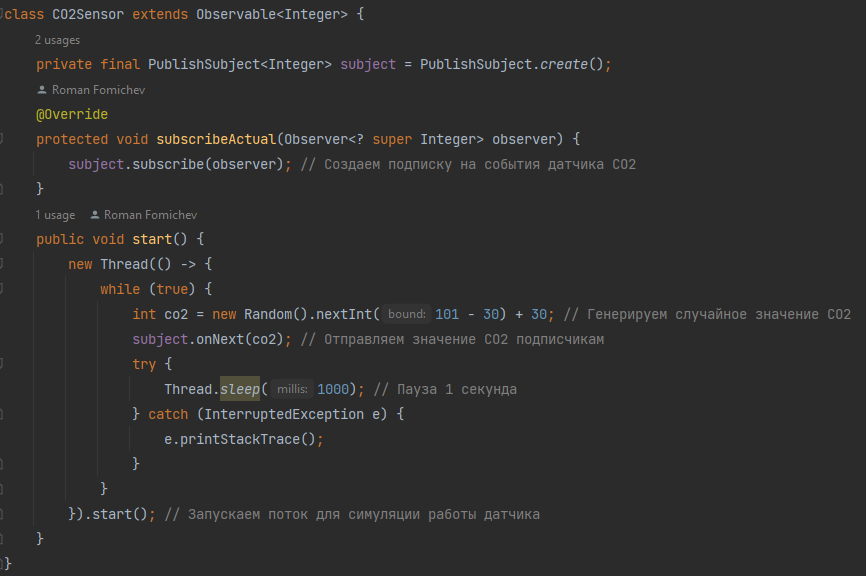 class CO2Sensor extends Observable<Integer> {
2 usages
private final PublishSubject<Integer> subject = PublishSubject.create();
Roman Fomichev
@Override
protected void subscribeActual(Observer<? super Integer> observer) {
subject.subscribe(observer); // Создаем подписку на события датчика CO2
}
1 usage Roman Fomichev
public void start() {
new Thread(() -> {
while (true) {
int co2 = new Random().nextInt( bound: 101 - 30) + 30; // Генерируем случайное значение CO2
subject.onNext(co2); // Отправляем значение CO2 подписчикам
try {
Thread.sleep( millis: 1000); // Пауза 1 секунда
} catch (InterruptedException e) {
e.printStackTrace();
}
}
}).start(); // Запускаем поток для симуляции работы датчика
}
}